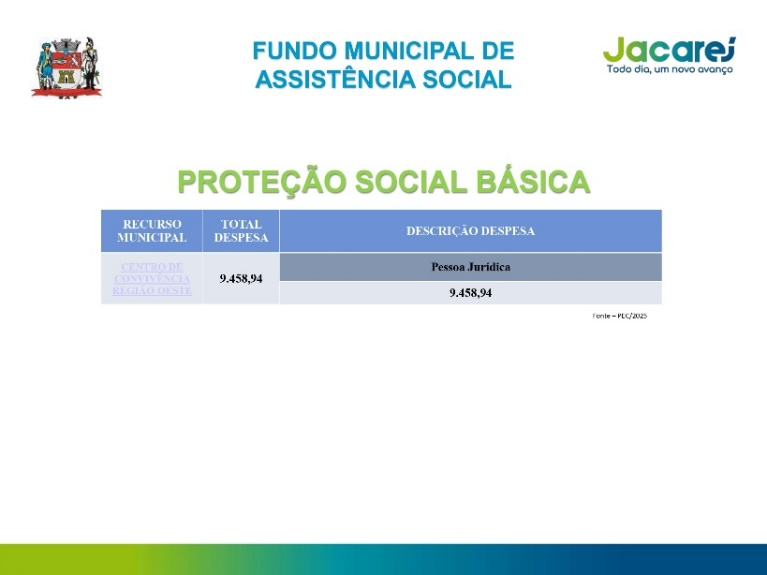 FUNDO MUNICIPAL DE
ASSISTÊNCIA SOCIAL
Jacareí
Todo dia, um novo avanço
PROTEÇÃO SOCIAL BÁSICA
RECURSO
MUNICIPAL
TOTAL
DESPESA
DESCRIÇÃO DESPESA
CENTRO DE
CONVIVÊNCIA
REGIÃO OESTE
9.458,94
Pessoa Jurídica
9.458,94
Fonte = PEC/2025